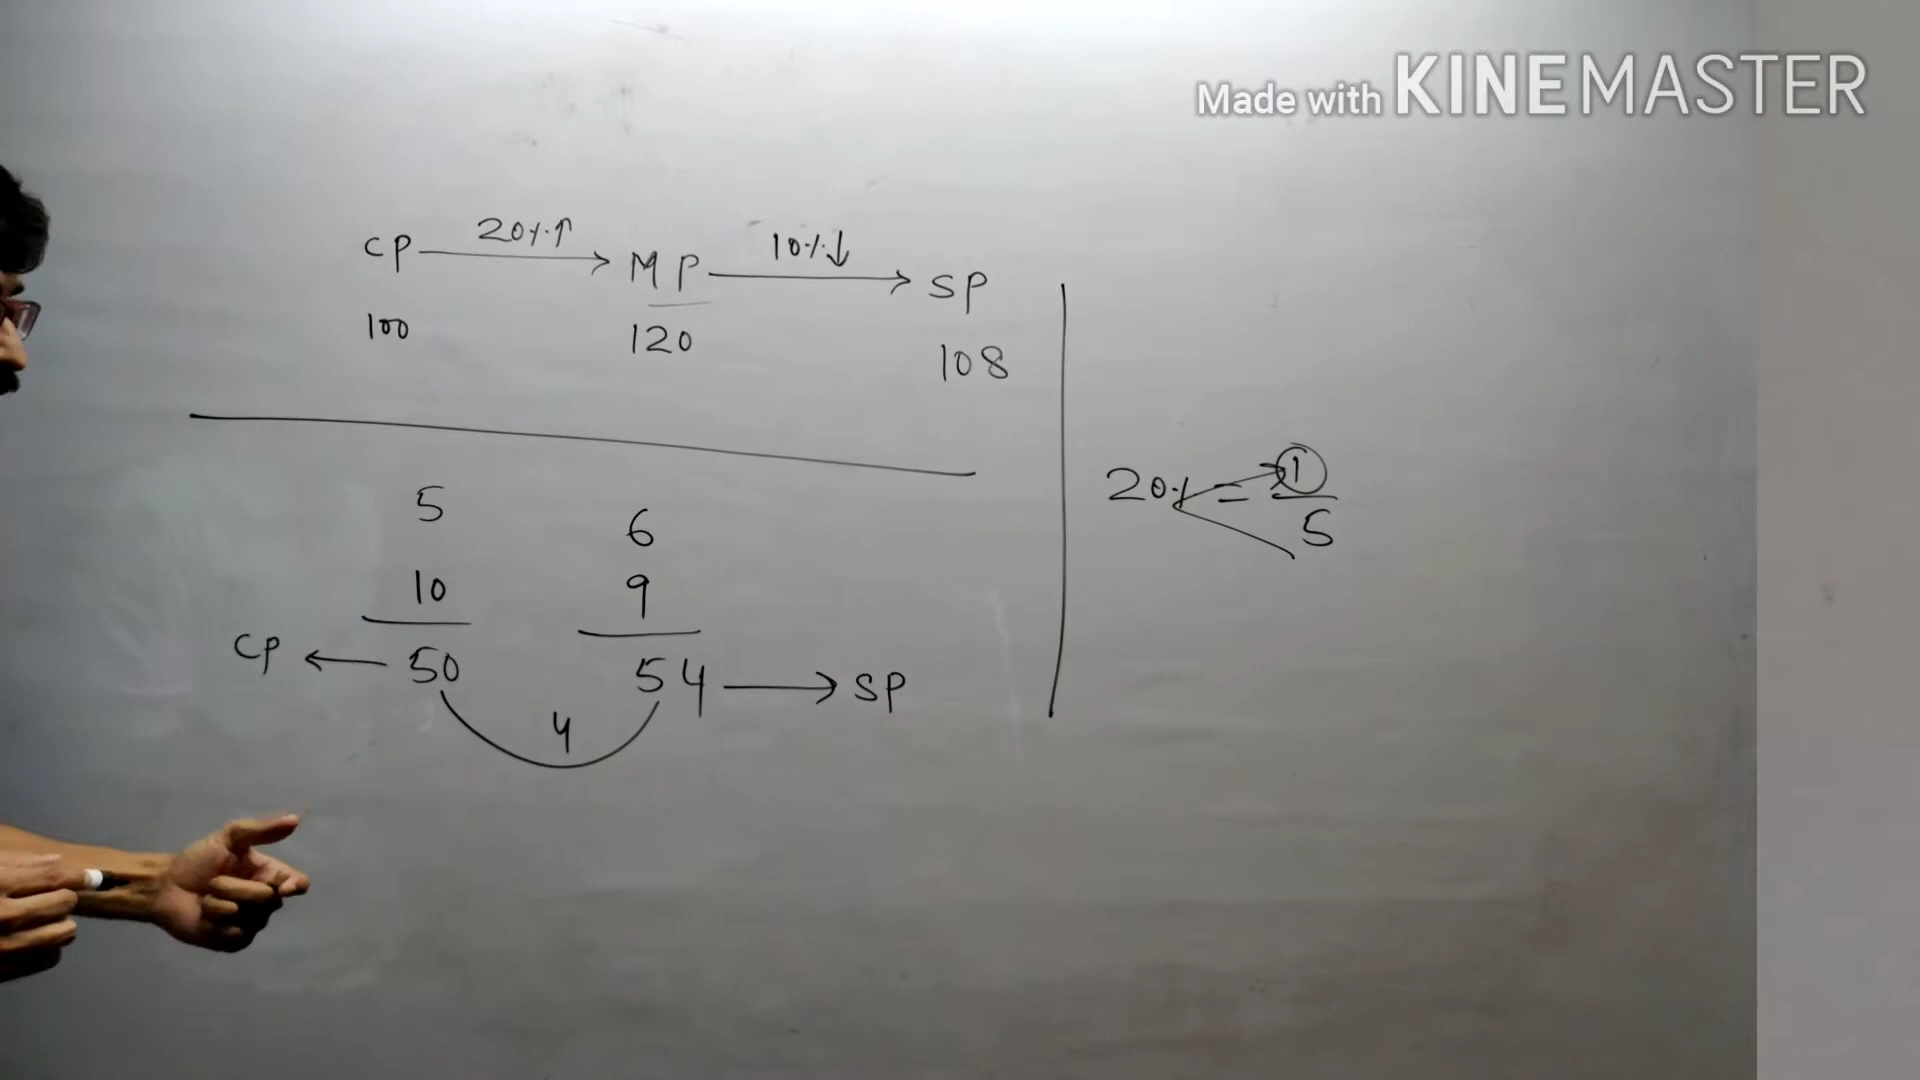 Made with KINEMASTER
CP 20%↑ → MP 10%↓ → SP
100 120 108
5 6
10 9
CP ← 50 54 → SP
4
20% = 1/5